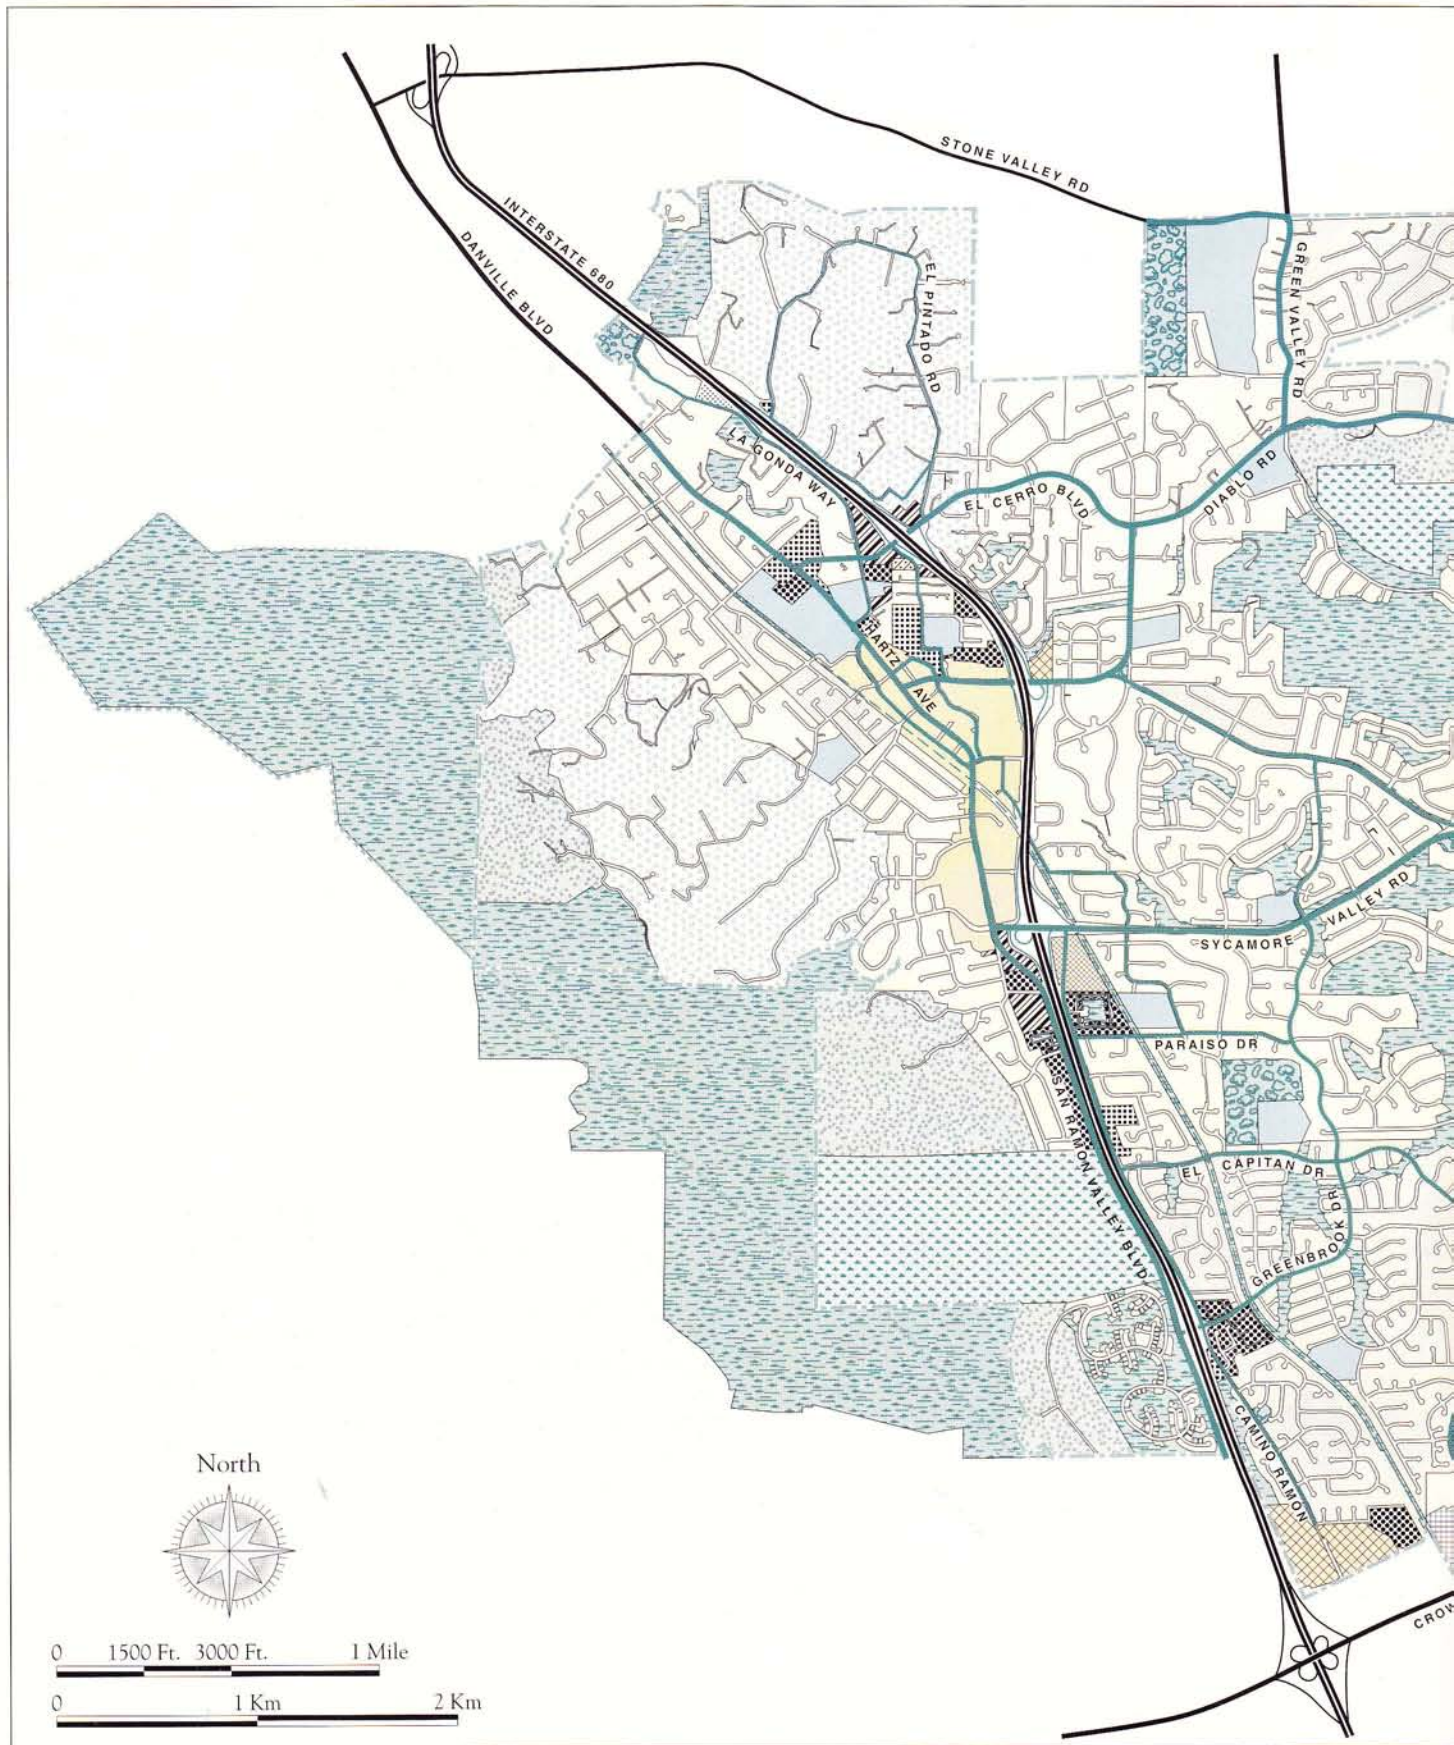 STONE VALLEY RD
INTERSTATE 680
DANVILLE BLVD
GREEN VALLEY RD
EL PINTADO RD
LA GONDA WAY
EL CERRO BLVD
DIABLO RD
HARTZ AVE
SYCAMORE VALLEY RD
PARAISO DR
SAN RAMON VALLEY BLVD
EL CAPITAN DR
GREENBROOK DR
CAMINO RAMON
CROW
North
0 1500 Ft. 3000 Ft. 1 Mile
0 1 Km 2 Km